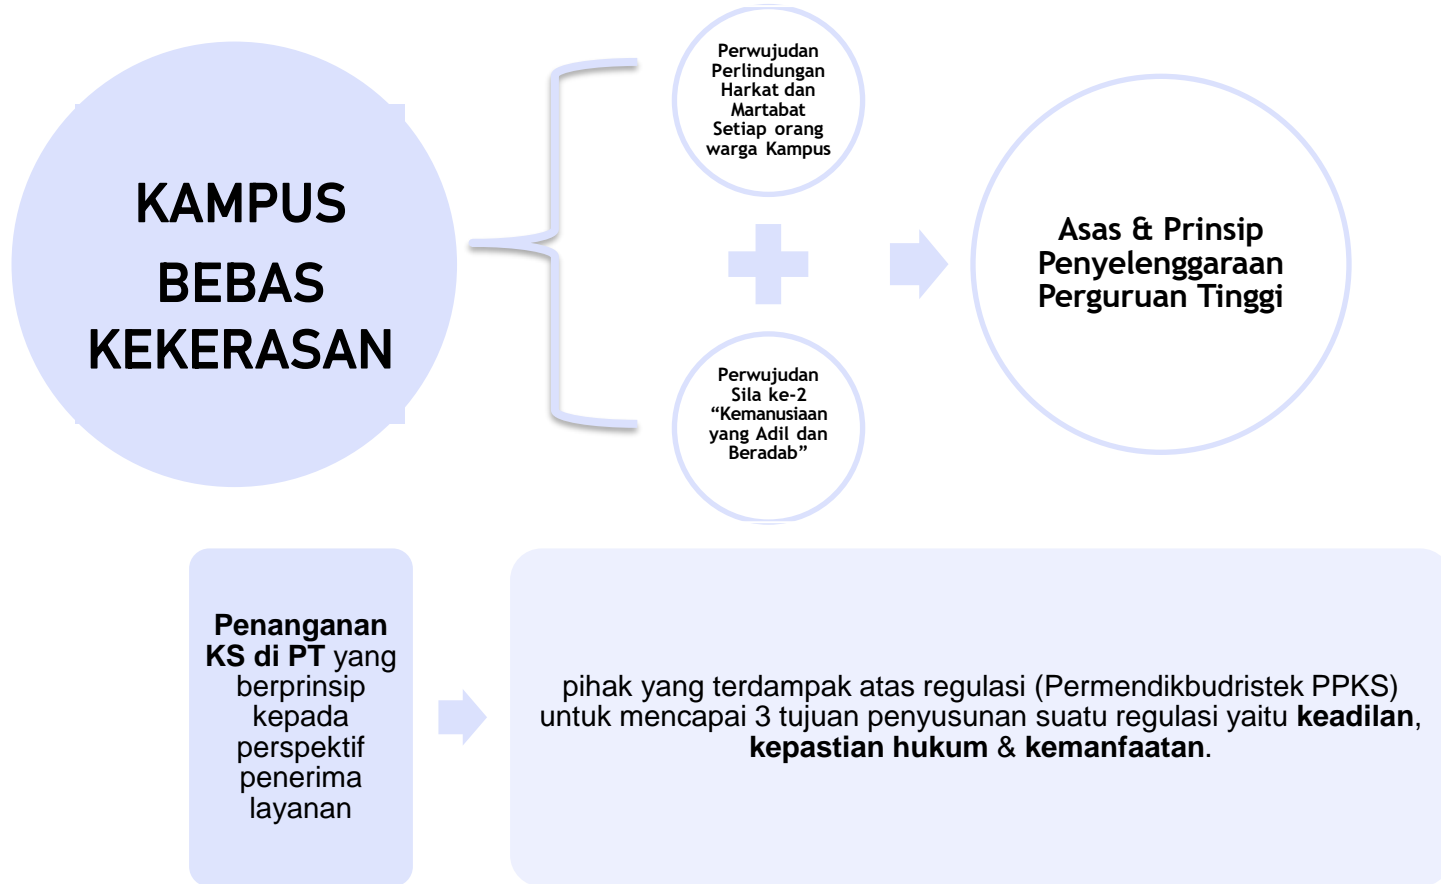 KAMPUS
BEBAS
KEKERASAN
Perwujudan
Perlindungan
Harkat dan
Martabat
Setiap orang
warga Kampus
Perwujudan
Sila ke-2
“Kemanusiaan
yang Adil dan
Beradab”
Asas & Prinsip
Penyelenggaraan
Perguruan Tinggi
Penanganan
KS di PT yang
berprinsip
kepada
perspektif
penerima
layanan
pihak yang terdampak atas regulasi (Permendikbudristek PPKS)
untuk mencapai 3 tujuan penyusunan suatu regulasi yaitu keadilan,
kepastian hukum & kemanfaatan.